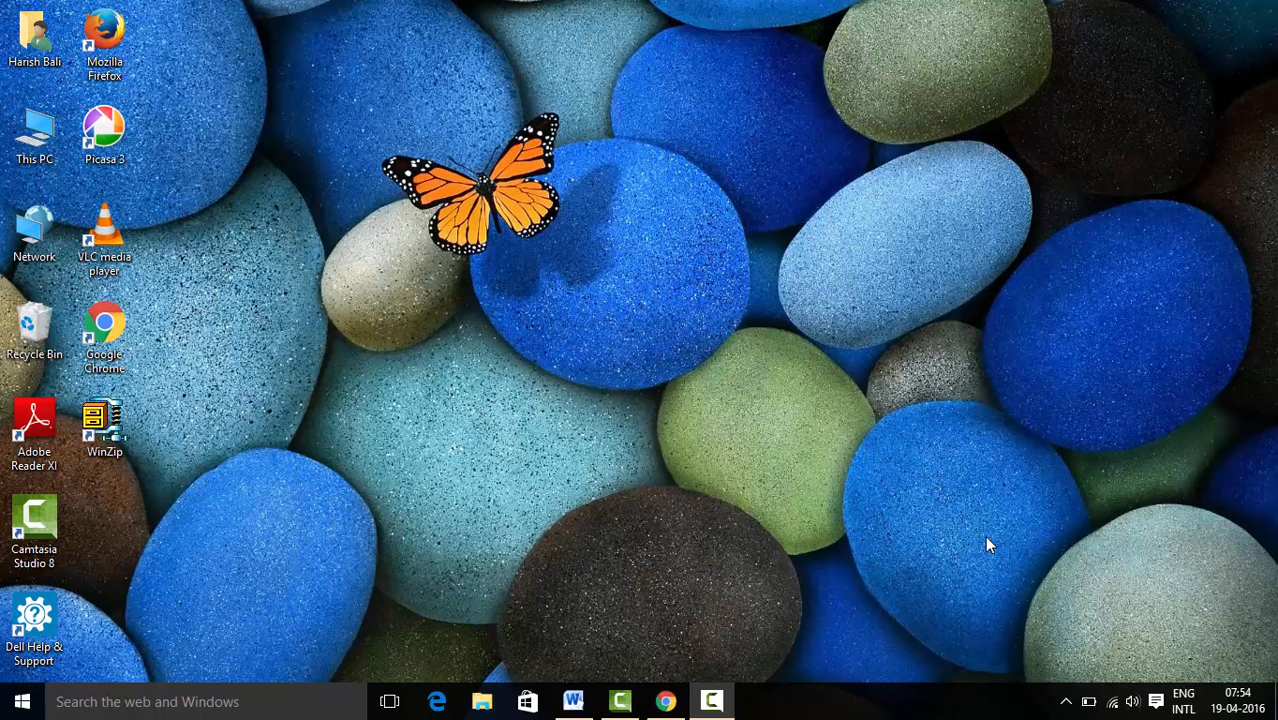 Harish Bali
Mozilla
Firefox
This PC
Picasa 3
Network
VLC media
player
Recycle Bin
Google
Chrome
Adobe
Reader XI
WinZip
Camtasia
Studio 8
Dell Help &
Support
Search the web and Windows
ENG
INTL
07:54
19-04-2016